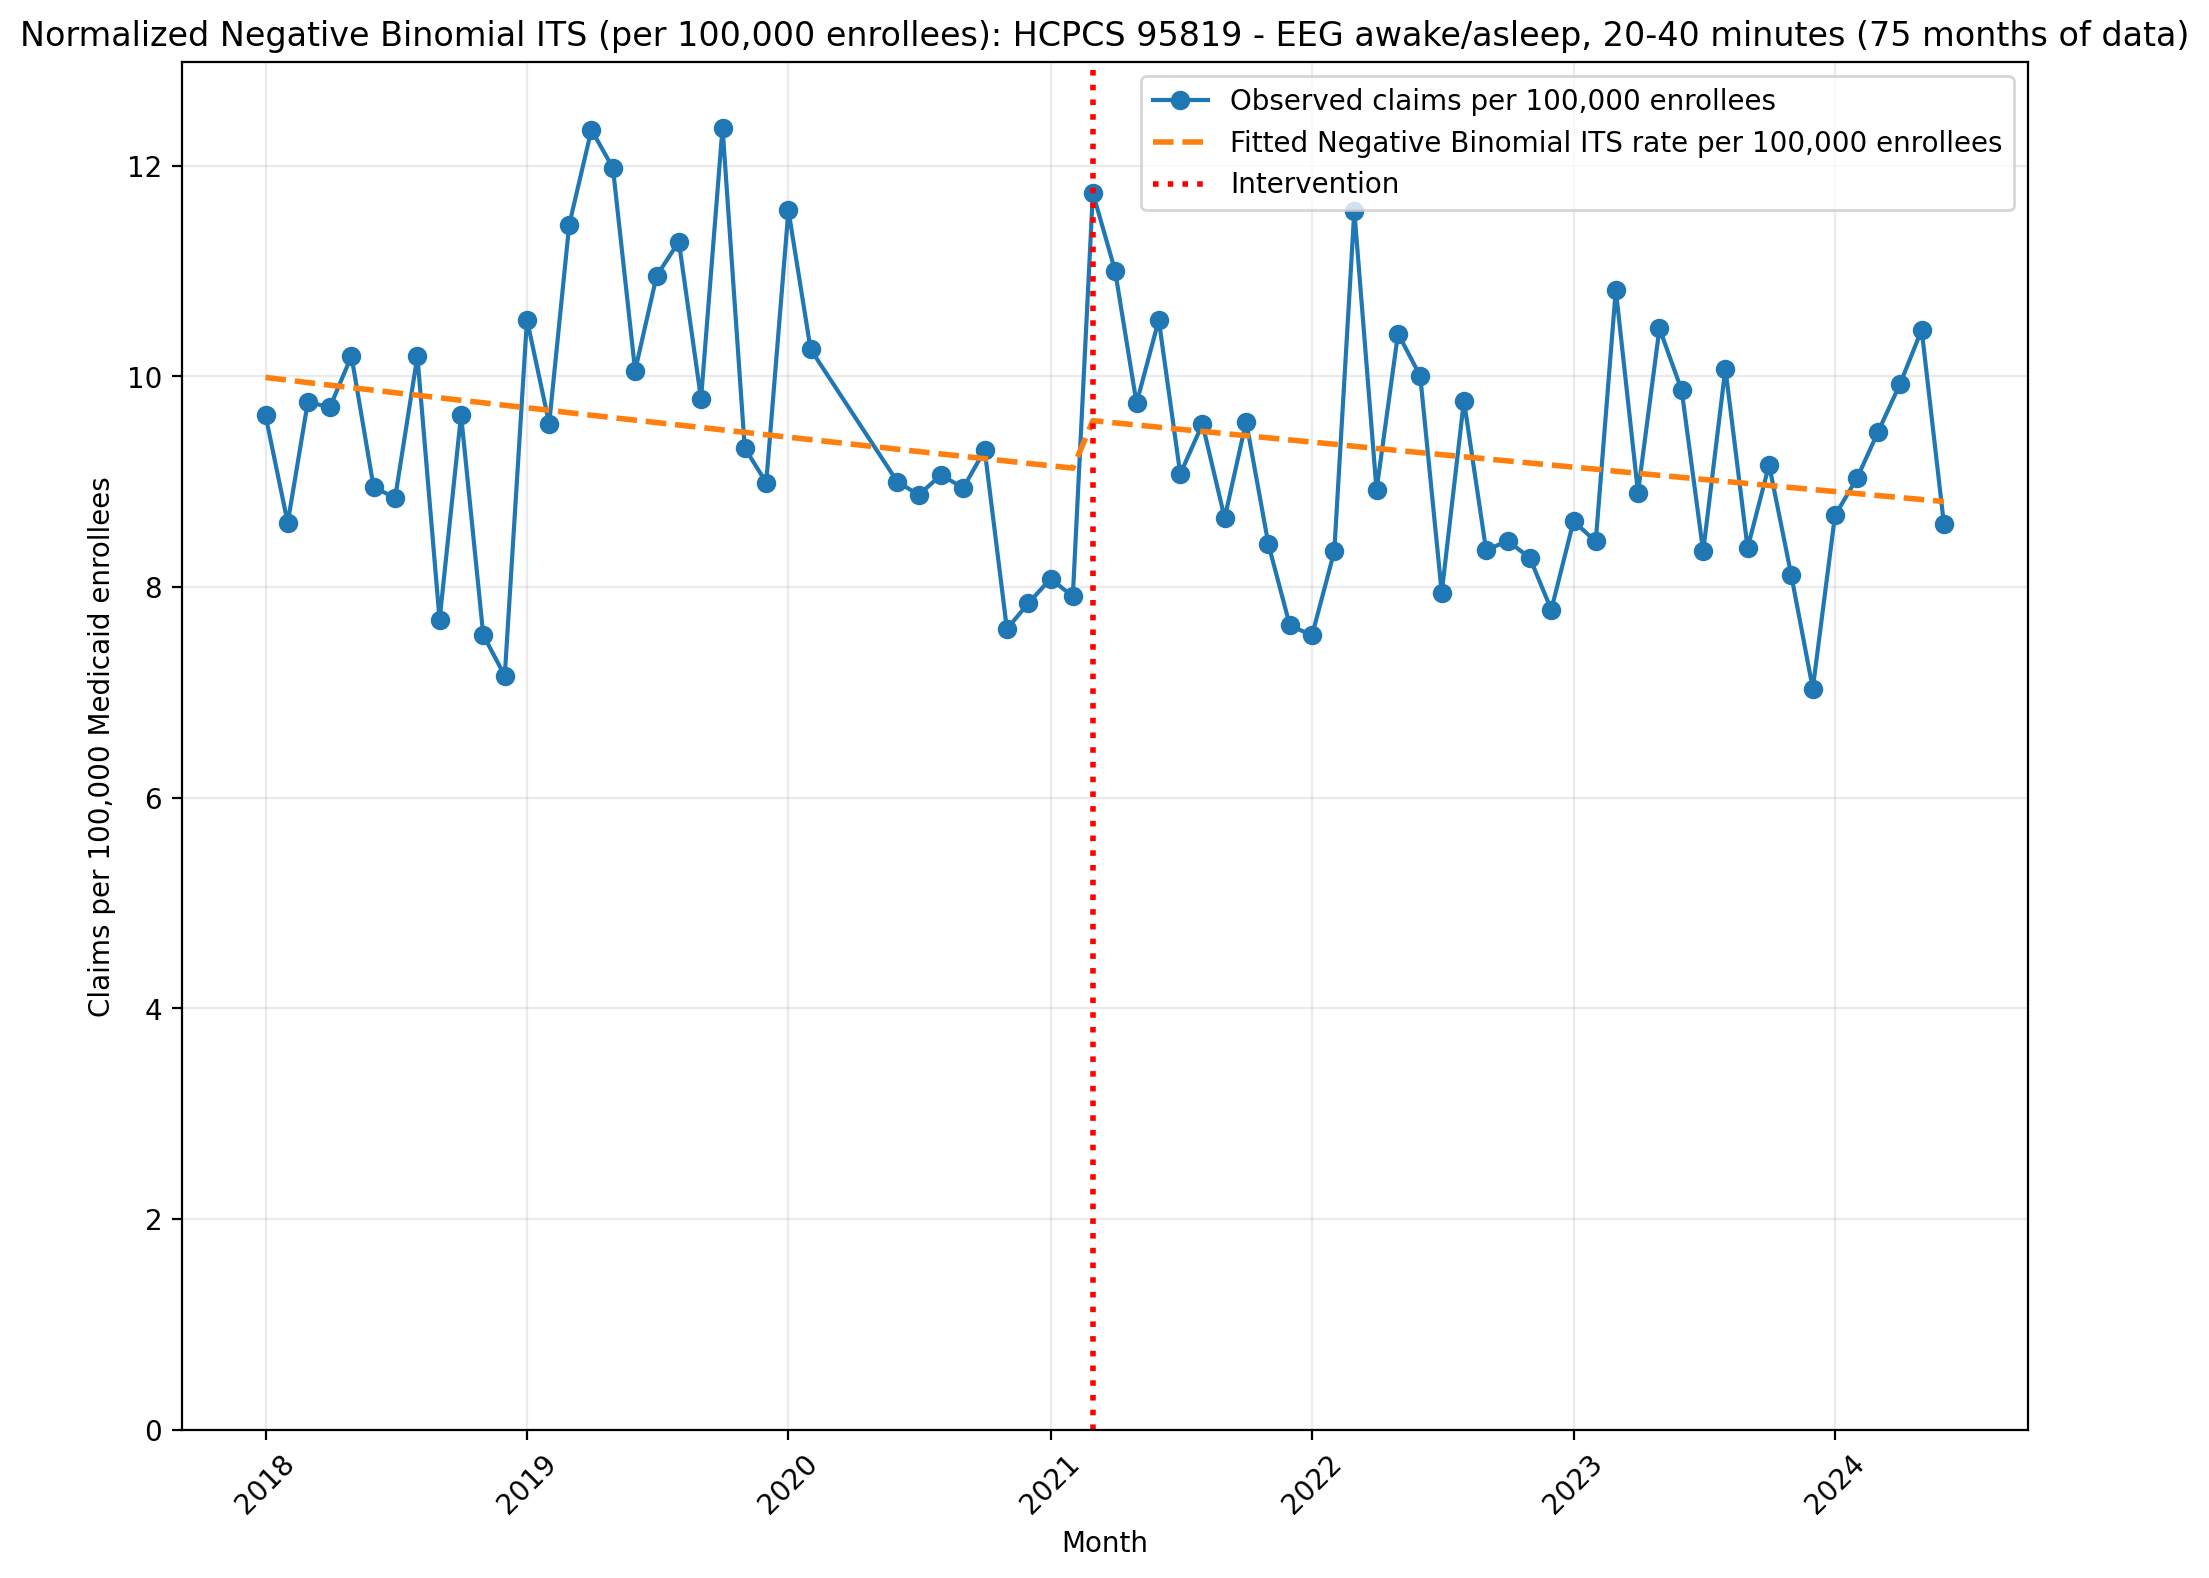 Normalized Negative Binomial ITS (per 100,000 enrollees): HCPCS 95819 - EEG awake/asleep, 20-40 minutes (75 months of data)
Observed claims per 100,000 enrollees
Fitted Negative Binomial ITS rate per 100,000 enrollees
Intervention
Claims per 100,000 Medicaid enrollees
12
10
8
6
4
2
0
2018
2019
2020
2021
2022
2023
2024
Month